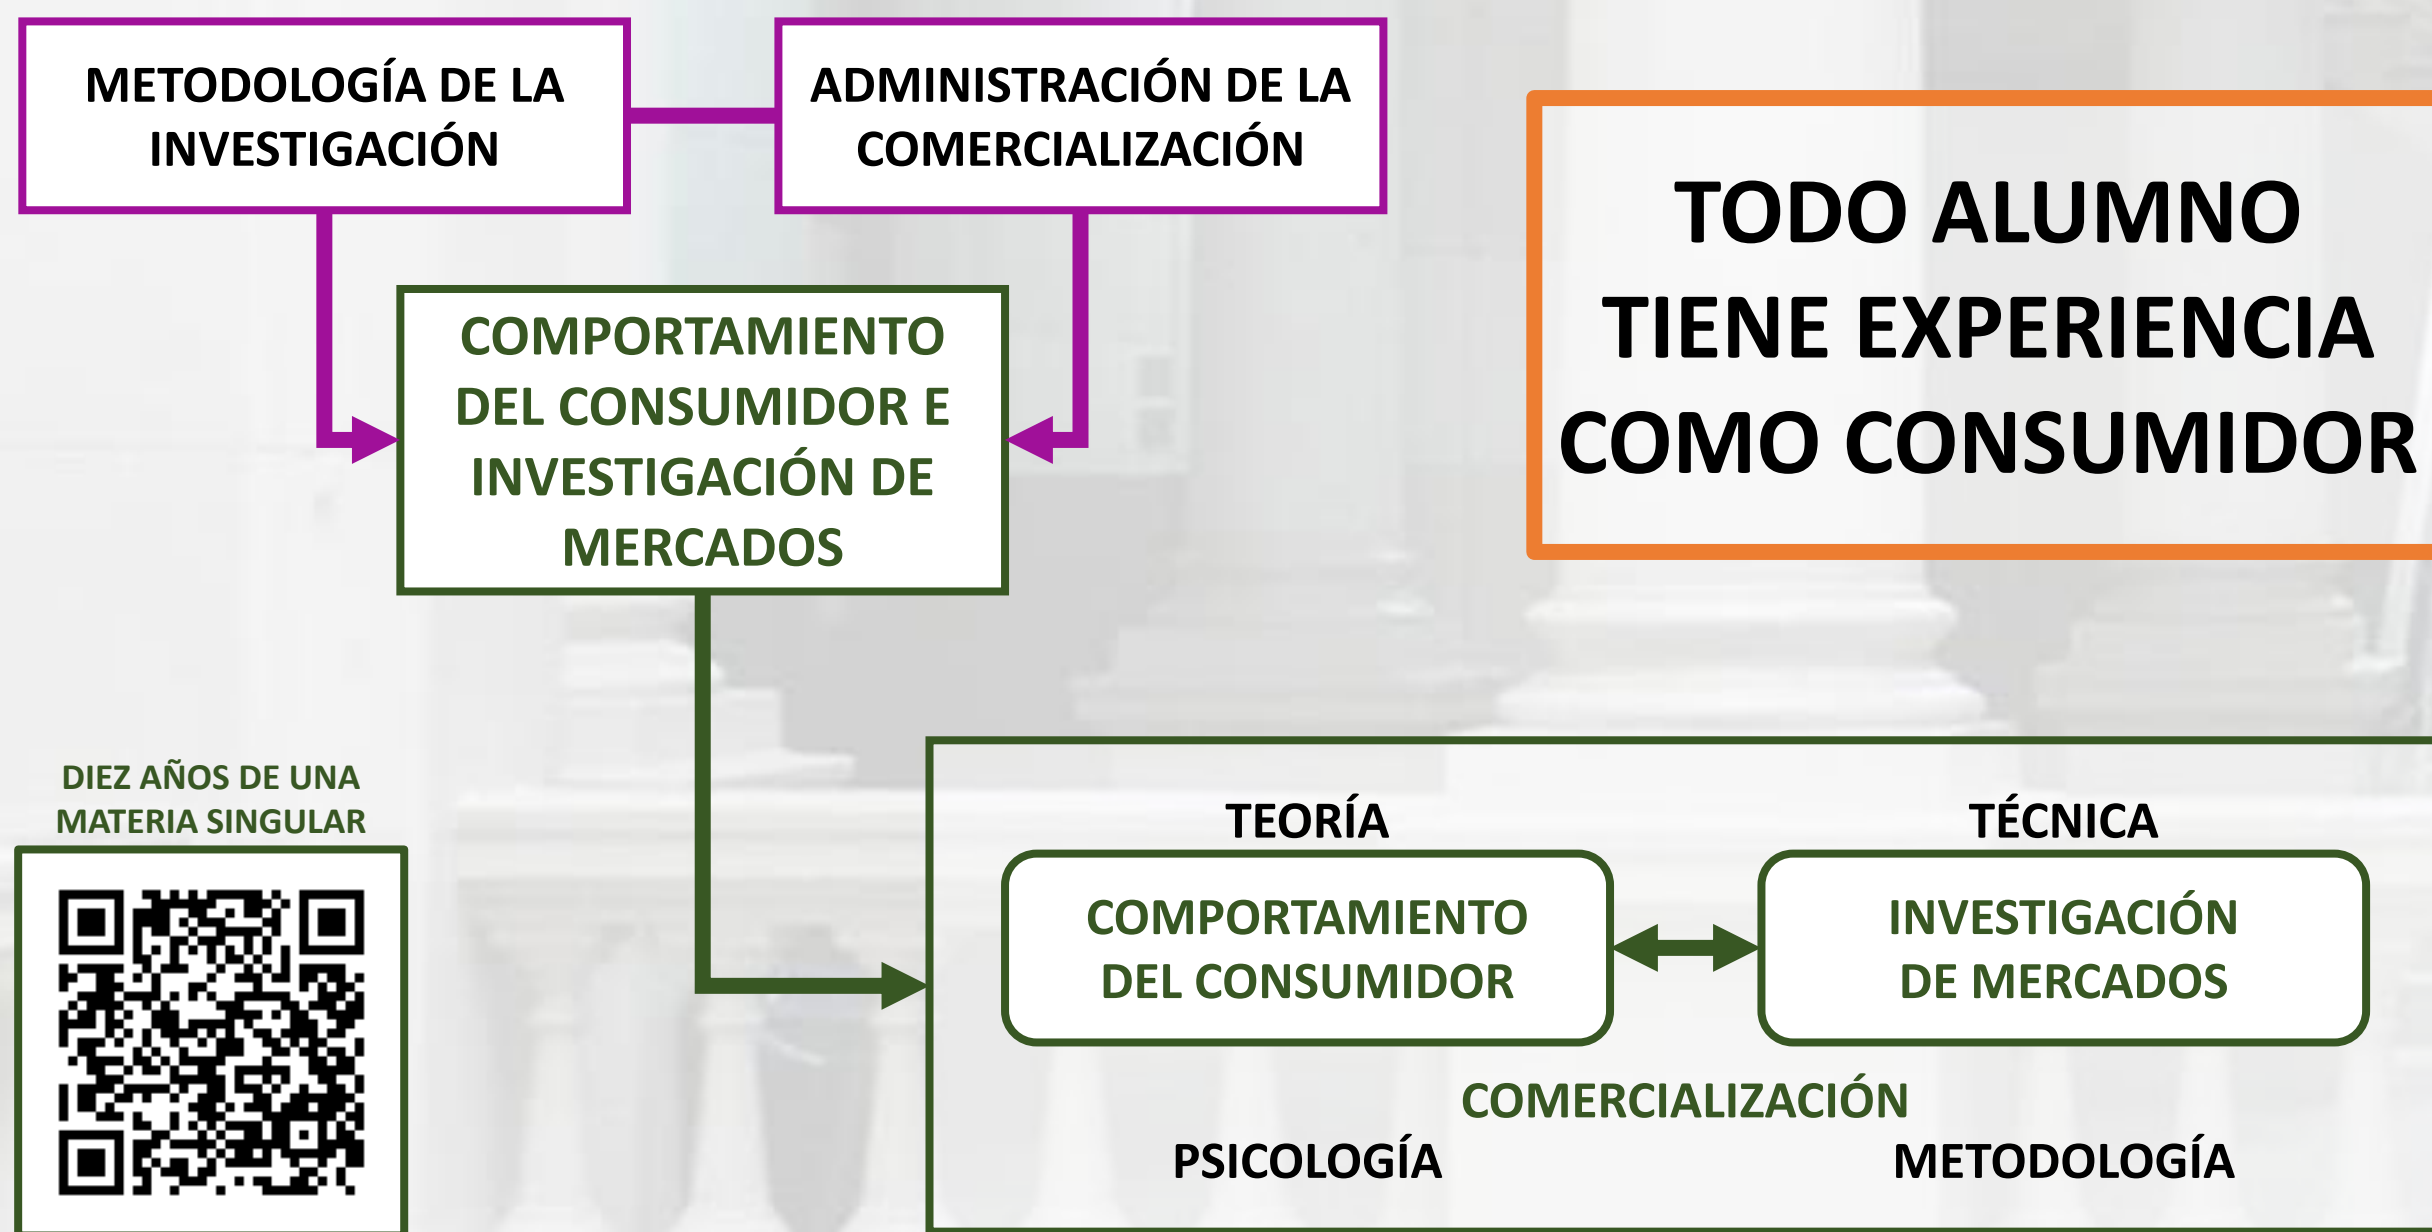 METODOLOGÍA DE LA
INVESTIGACIÓN
ADMINISTRACIÓN DE LA
COMERCIALIZACIÓN
TODO ALUMNO
TIENE EXPERIENCIA
COMO CONSUMIDOR
COMPORTAMIENTO
DEL CONSUMIDOR E
INVESTIGACIÓN DE
MERCADOS
DIEZ AÑOS DE UNA
MATERIA SINGULAR
TEORÍA
COMPORTAMIENTO
DEL CONSUMIDOR
TÉCNICA
INVESTIGACIÓN
DE MERCADOS
COMERCIALIZACIÓN
PSICOLOGÍA
METODOLOGÍA